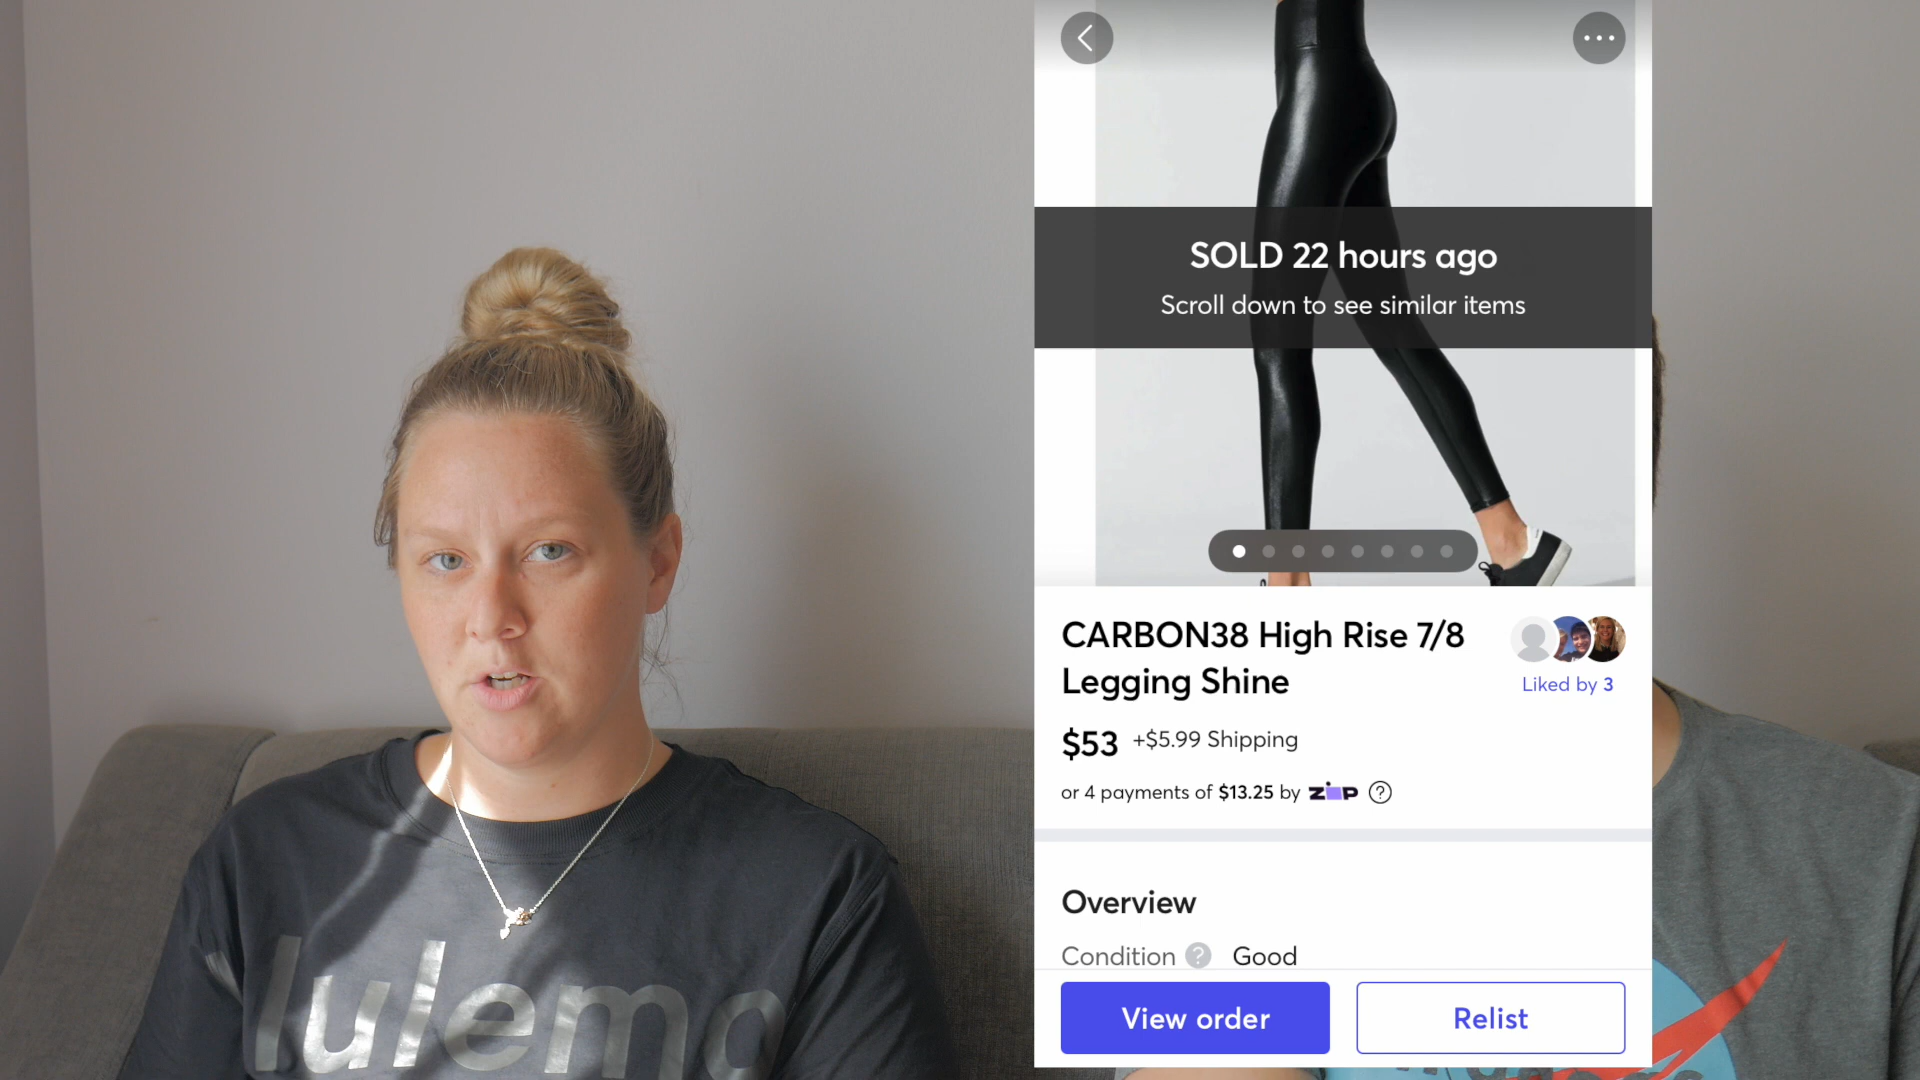 SOLD 22 hours ago
Scroll down to see similar items
CARBON38 High Rise 7/8
Legging Shine
Liked by 3
$53 +$5.99 Shipping
or 4 payments of $13.25 by ZIP ?
Overview
Condition ? Good
View order
Relist
lulemo